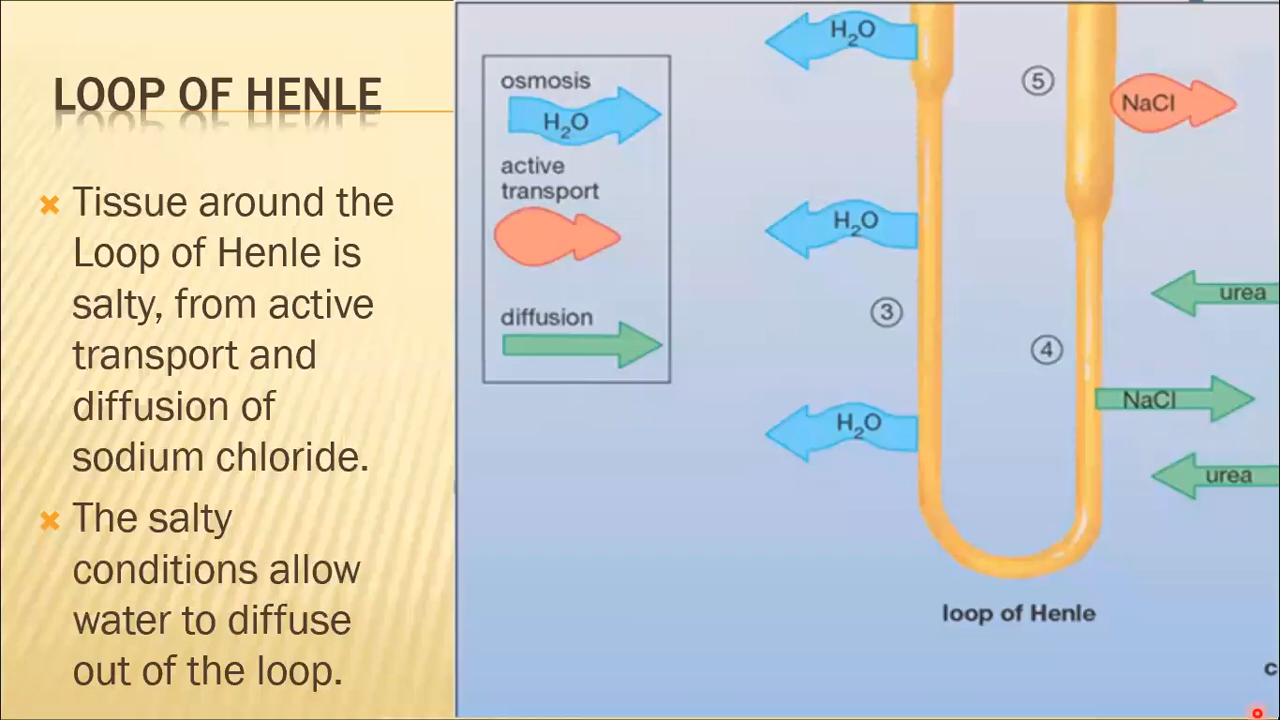 LOOP OF HENLE
Tissue around the
Loop of Henle is
salty, from active
transport and
diffusion of
sodium chloride.
The salty
conditions allow
water to diffuse
out of the loop.
osmosis
H₂O
active
transport
diffusion
H₂O
⑤
NaCl
H₂O
③
urea
④
NaCl
H₂O
urea
loop of Henle
c